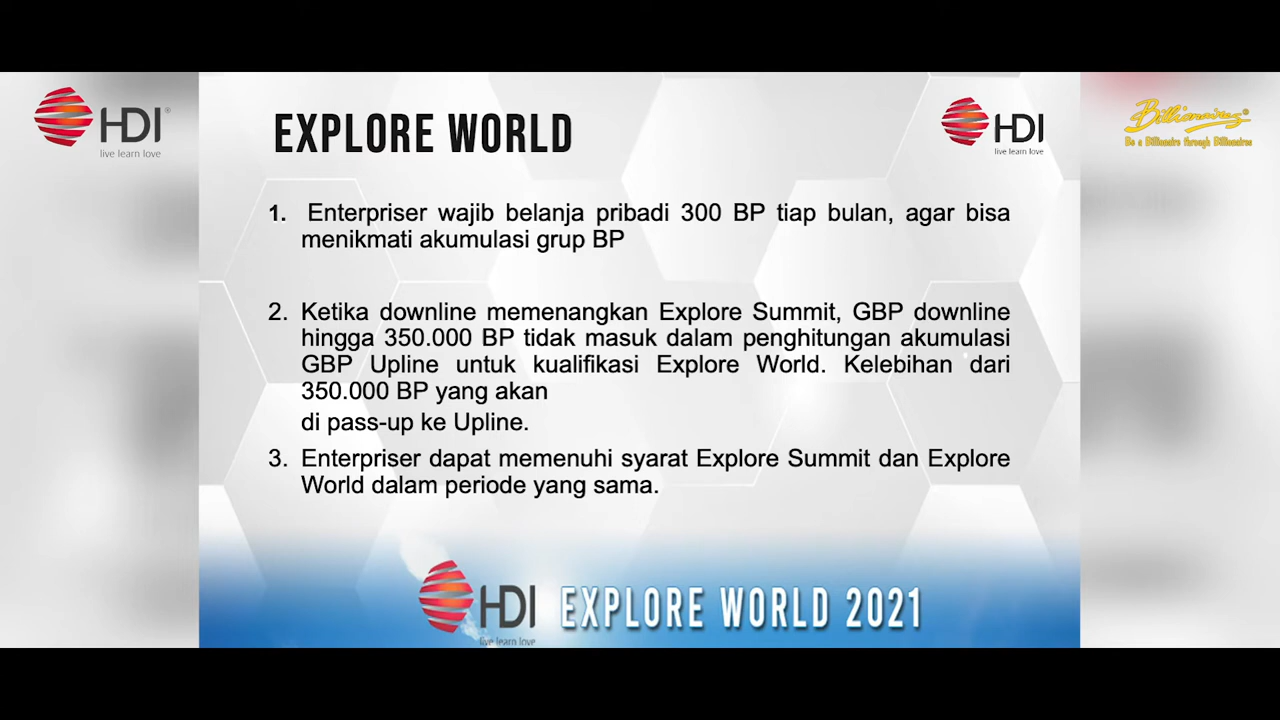 HDI®
live learn love
EXPLORE WORLD
HDI
live learn love
Billionairez®
Be a Billionaire through Billionaires
1. Enterpriser wajib belanja pribadi 300 BP tiap bulan, agar bisa
menikmati akumulasi grup BP
2. Ketika downline memenangkan Explore Summit, GBP downline
hingga 350.000 BP tidak masuk dalam penghitungan akumulasi
GBP Upline untuk kualifikasi Explore World. Kelebihan dari
350.000 BP yang akan
di pass-up ke Upline.
3. Enterpriser dapat memenuhi syarat Explore Summit dan Explore
World dalam periode yang sama.
HDI
live learn love
EXPLORE WORLD 2021